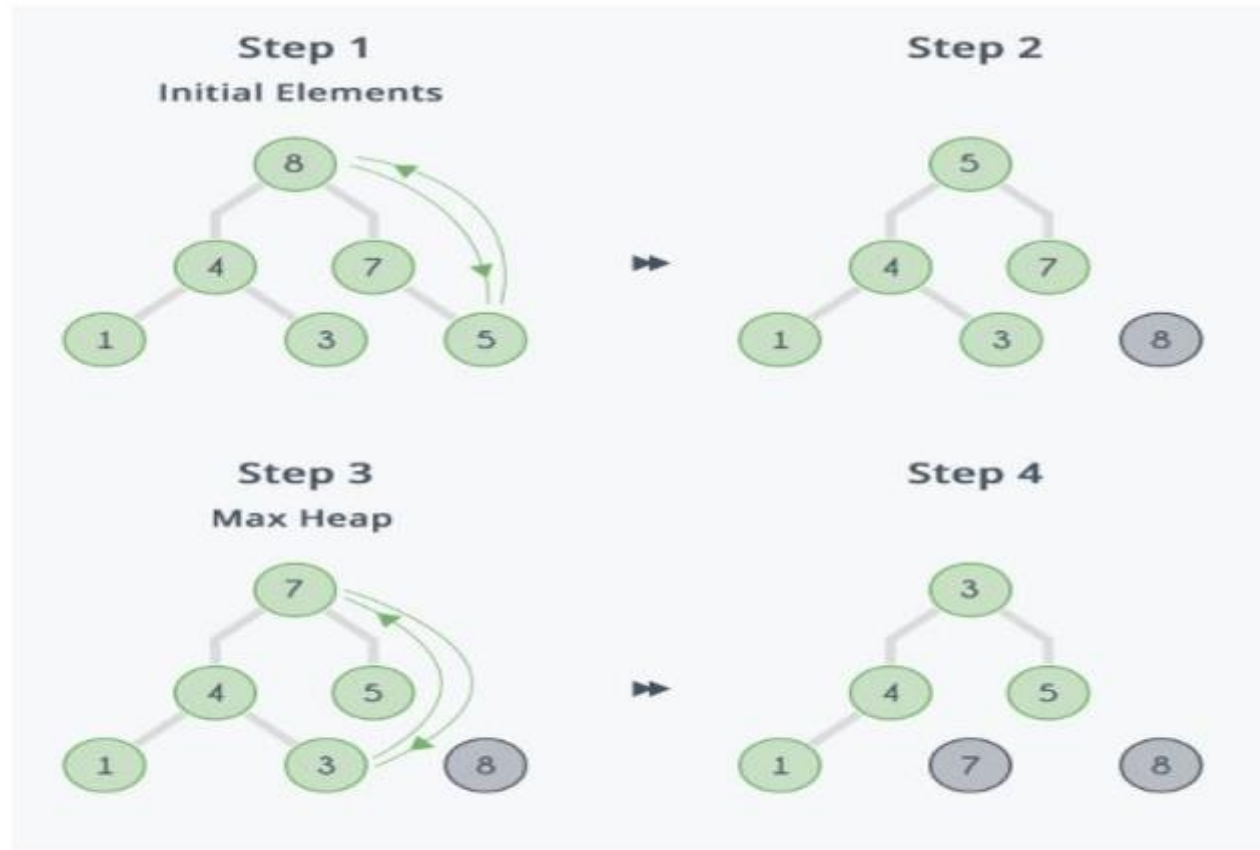 Step 1
Initial Elements
8
4 7
1 3 5
Step 2
5
4 7
1 3 8
Step 3
Max Heap
7
4 5
1 3 8
Step 4
3
4 5
1 7 8